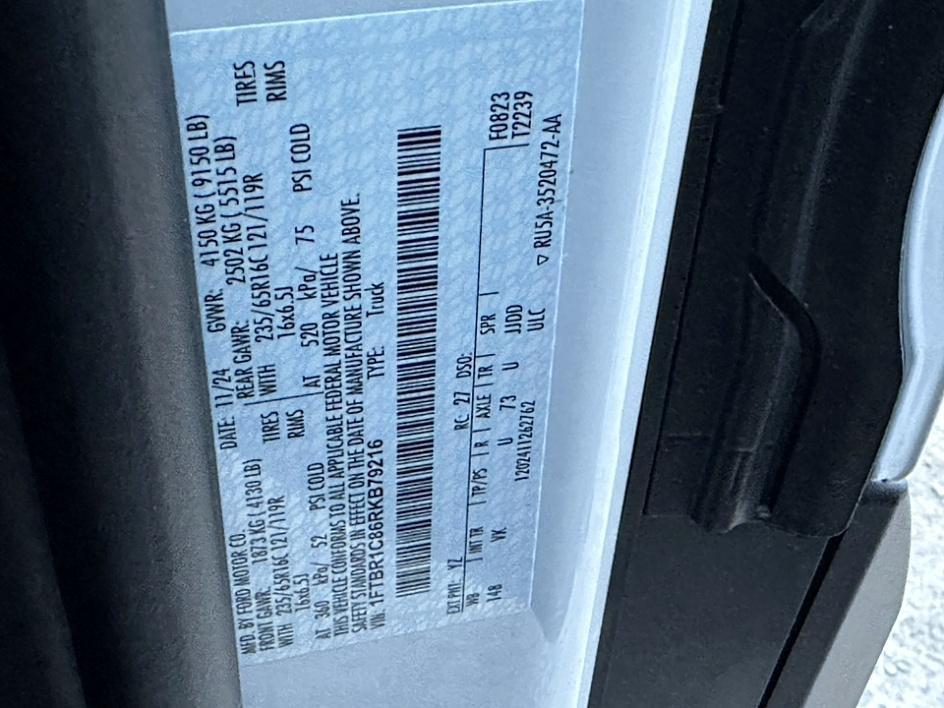 MFD. BY FORD MOTOR CO. DATE: 11/24 GVWR: 4150 KG ( 9150 LB)
FRONT GAWR: 1873 KG ( 4130 LB) REAR GAWR: 2502 KG ( 5515 LB)
WITH 235/65R16C 121/119R TIRES WITH 235/65R16C 121/119R TIRES
16x6.5J RIMS 16x6.5J RIMS
AT 360 kPa/ 52 PSI COLD AT 520 kPa/ 75 PSI COLD
THIS VEHICLE CONFORMS TO ALL APPLICABLE FEDERAL MOTOR VEHICLE
SAFETY STANDARDS IN EFFECT ON THE DATE OF MANUFACTURE SHOWN ABOVE.
VIN: 1FTBR1C86RKB79216 TYPE: Truck
EXT PNT: YZ RC: 27 DSO: F0823
WB INT TR TP/PS R AXLE TR SPR T2239
148 VK U 73 U JJDD
1202411262762 ULC ▽ RU5A-3520472-AA